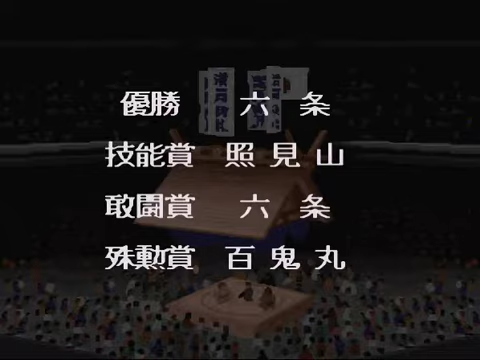 優勝 六条
技能賞 照見山
敢闘賞 六条
殊勲賞 百鬼丸